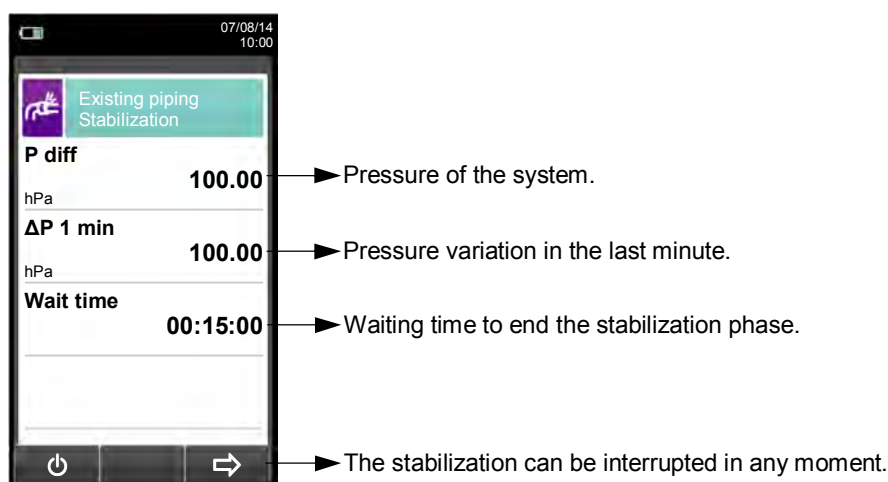 07/08/14
10:00
Existing piping
Stabilization
P diff
100.00
hPa
Pressure of the system.
ΔP 1 min
100.00
hPa
Pressure variation in the last minute.
Wait time
00:15:00
Waiting time to end the stabilization phase.
The stabilization can be interrupted in any moment.